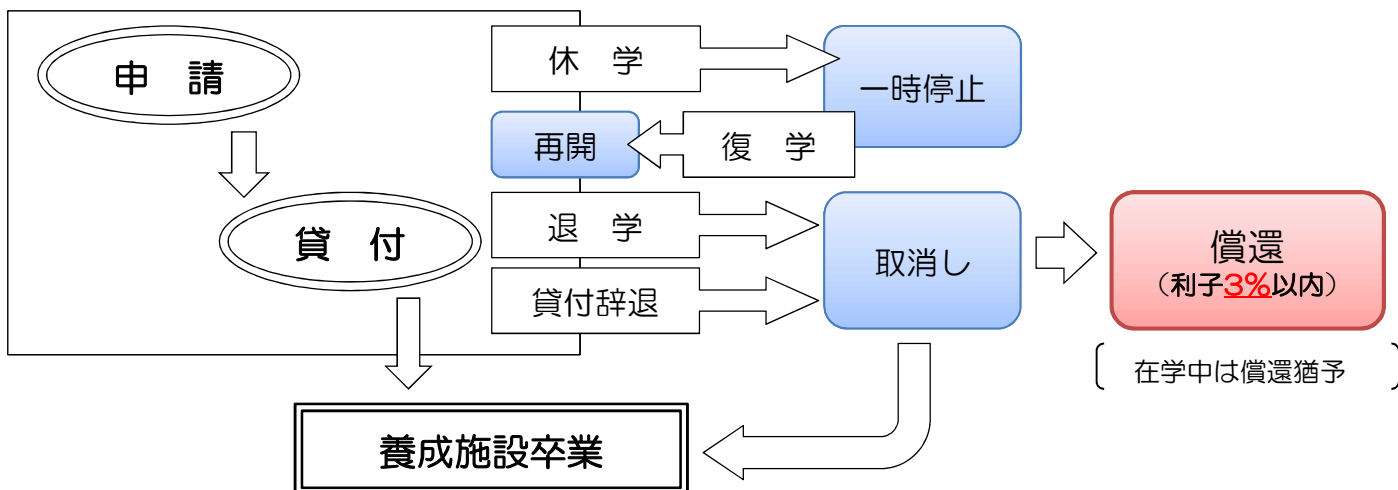 申　請
休　学
一時停止
再開
復　学
貸　付
退　学
貸付辞退
取消し
償還
（利子3%以内）
在学中は償還猶予
養成施設卒業